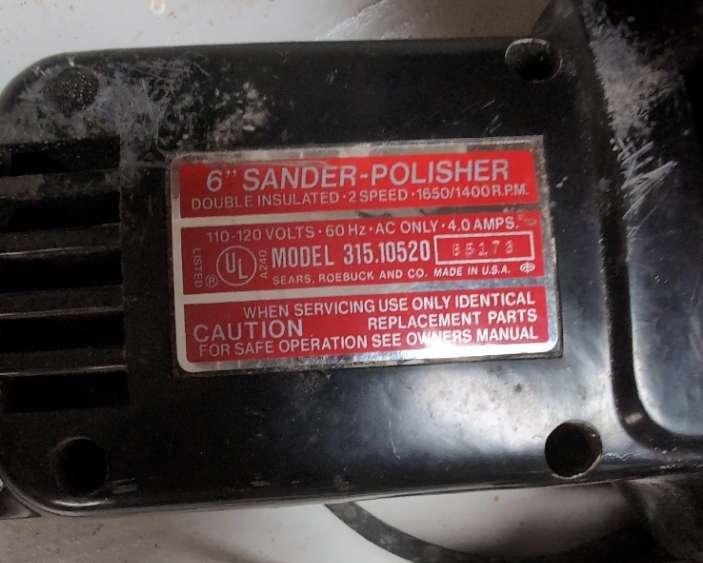 6" SANDER-POLISHER
DOUBLE INSULATED · 2 SPEED · 1650/1400 R.P.M.
110-120 VOLTS · 60 Hz · AC ONLY · 4.0 AMPS.
LISTED UL ® A240 MODEL 315.10520 B5173
SEARS, ROEBUCK AND CO. MADE IN U.S.A.
WHEN SERVICING USE ONLY IDENTICAL
CAUTION REPLACEMENT PARTS
FOR SAFE OPERATION SEE OWNERS MANUAL